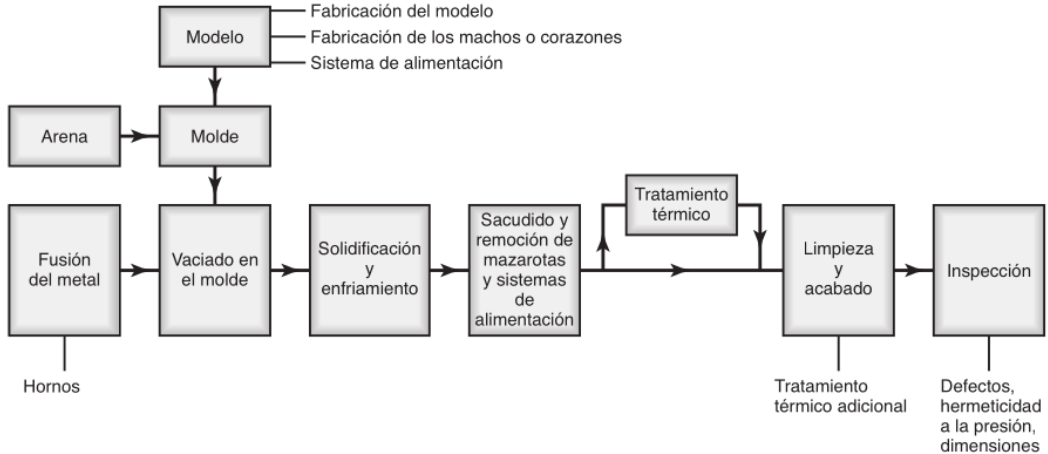 Modelo
Fabricación del modelo
Fabricación de los machos o corazones
Sistema de alimentación
Arena
Molde
Fusión
del metal
Vaciado en
el molde
Solidificación
y
enfriamiento
Sacudido y
remoción de
mazarotas
y sistemas
de
alimentación
Tratamiento
térmico
Limpieza
y
acabado
Inspección
Hornos
Tratamiento
térmico adicional
Defectos,
hermeticidad
a la presión,
dimensiones